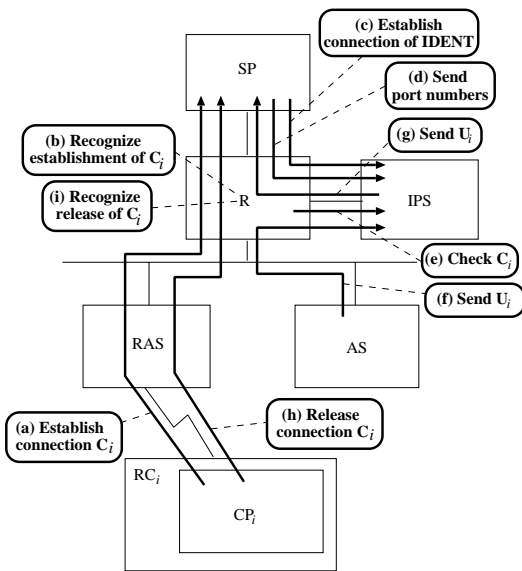 (c) Establish
connection of IDENT
SP
(d) Send
port numbers
(b) Recognize
establishment of Ci
(g) Send Ui
(i) Recognize
release of Ci
R
IPS
(e) Check Ci
(f) Send Ui
RAS
AS
(a) Establish
connection Ci
(h) Release
connection Ci
RCi
CPi